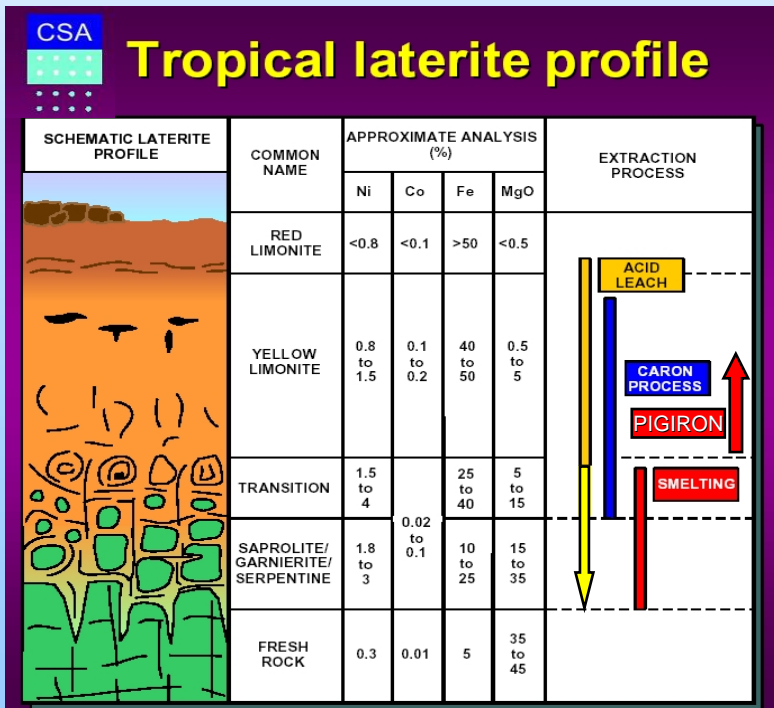 CSA
Tropical laterite profile
SCHEMATIC LATERITE
PROFILE
COMMON
NAME
APPROXIMATE ANALYSIS
(%)
Ni Co Fe MgO
EXTRACTION
PROCESS
RED
LIMONITE
<0.8 <0.1 >50 <0.5
ACID
LEACH
YELLOW
LIMONITE
0.8 0.1 40 0.5
to to to to
1.5 0.2 50 5
CARON
PROCESS
PIGIRON
TRANSITION
1.5 25 5
to to to
4 40 15
SMELTING
0.02
to
0.1
SAPROLITE/
GARNIERITE/
SERPENTINE
1.8 10 15
to to to
3 25 35
FRESH
ROCK
0.3 0.01 5
35
to
45